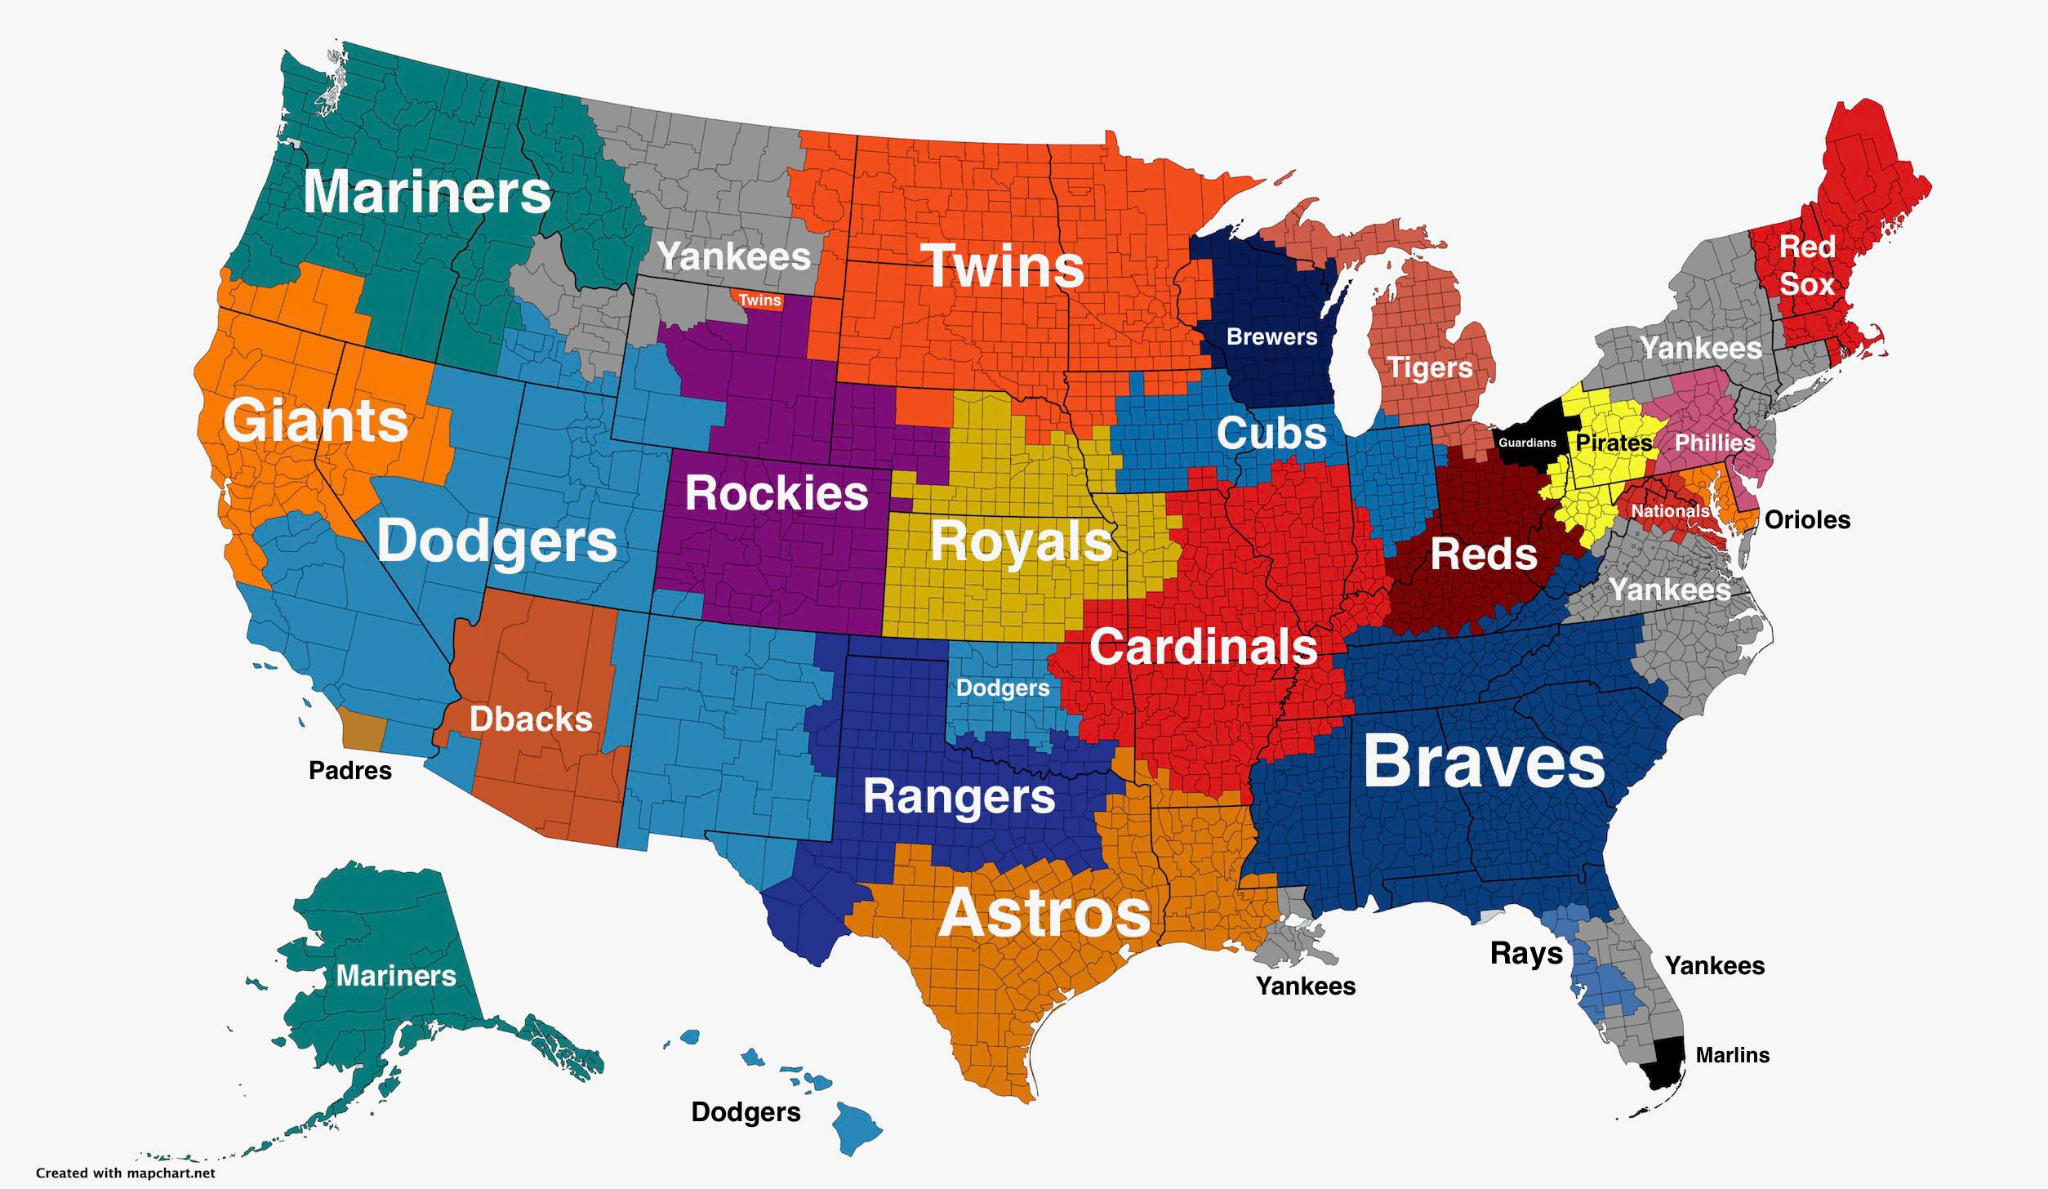 Mariners
Yankees
Twins
Twins
Red
Sox
Brewers
Tigers
Yankees
Giants
Cubs
Guardians
Pirates
Phillies
Rockies
Nationals
Orioles
Dodgers
Royals
Reds
Yankees
Cardinals
Dodgers
Dbacks
Padres
Braves
Rangers
Astros
Rays
Yankees
Yankees
Mariners
Marlins
Dodgers
Created with mapchart.net